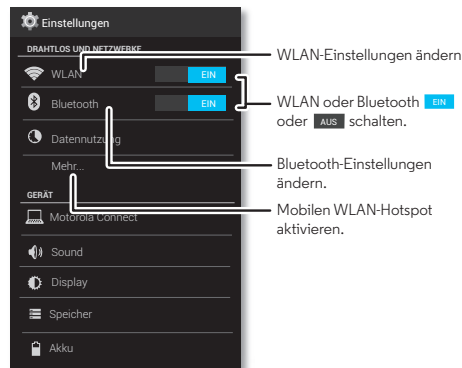 Einstellungen
DRAHTLOS UND NETZWERKE
WLAN EIN
Bluetooth EIN
Datennutzung
Mehr...
GERÄT
Motorola Connect
Sound
Display
Speicher
Akku
WLAN-Einstellungen ändern
WLAN oder Bluetooth EIN
oder AUS schalten.
Bluetooth-Einstellungen
ändern.
Mobilen WLAN-Hotspot
aktivieren.